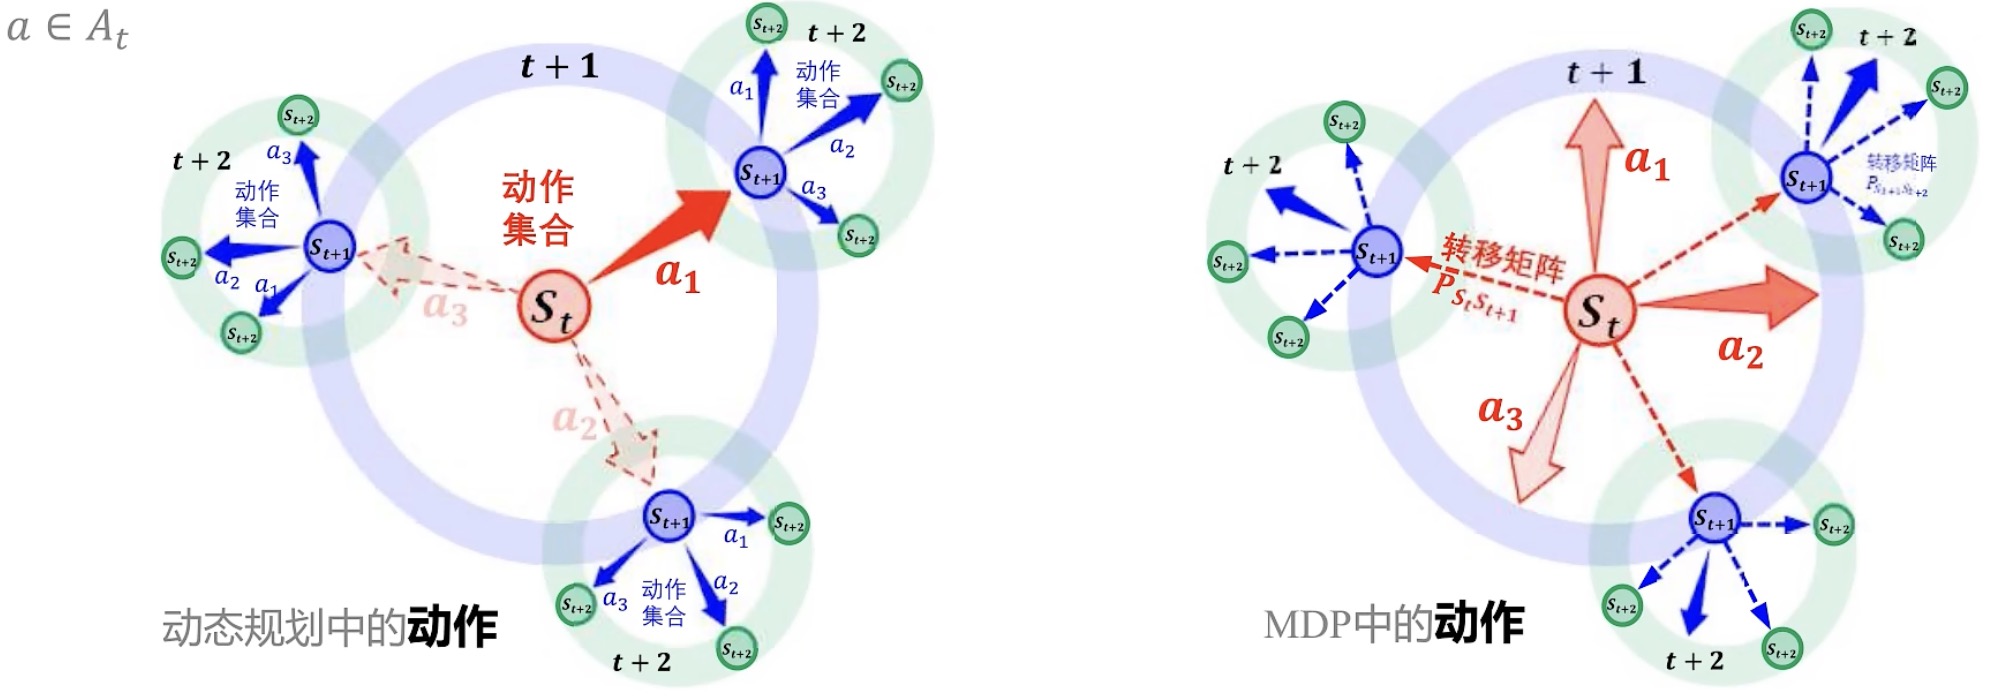 a ∈ A_t
t + 1
动作
集合
S_t
a_1
a_2
a_3
S_{t+1}
t + 2
动作
集合
a_1
a_2
a_3
S_{t+2}
S_{t+2}
S_{t+2}
S_{t+1}
t + 2
动作
集合
a_3
a_2
a_1
S_{t+2}
S_{t+2}
S_{t+2}
S_{t+1}
a_1
a_2
a_3
动作
集合
t + 2
S_{t+2}
S_{t+2}
S_{t+2}
动态规划中的动作
t + 1
S_t
a_1
a_2
a_3
转移矩阵
P_{S_tS_{t+1}}
S_{t+1}
t + 2
转移矩阵
P_{S_{t+1}S_{t+2}}
S_{t+2}
S_{t+2}
S_{t+2}
S_{t+1}
t + 2
S_{t+2}
S_{t+2}
S_{t+2}
S_{t+1}
t + 2
S_{t+2}
S_{t+2}
S_{t+2}
MDP中的动作